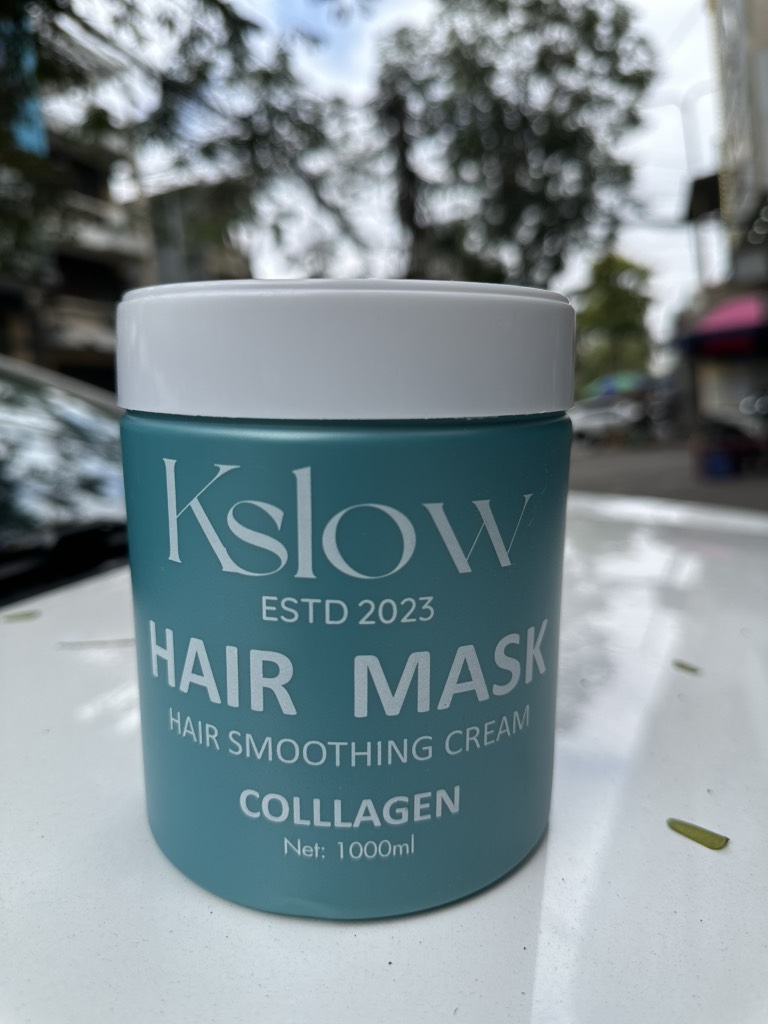 Kslow
ESTD 2023
HAIR MASK
HAIR SMOOTHING CREAM
COLLLAGEN
Net: 1000ml